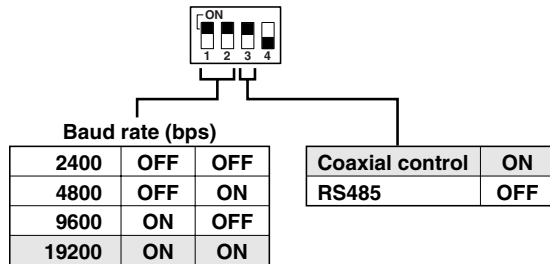 ON
1 2 3 4
Baud rate (bps)
2400 OFF OFF
4800 OFF ON
9600 ON OFF
19200 ON ON
Coaxial control ON
RS485 OFF